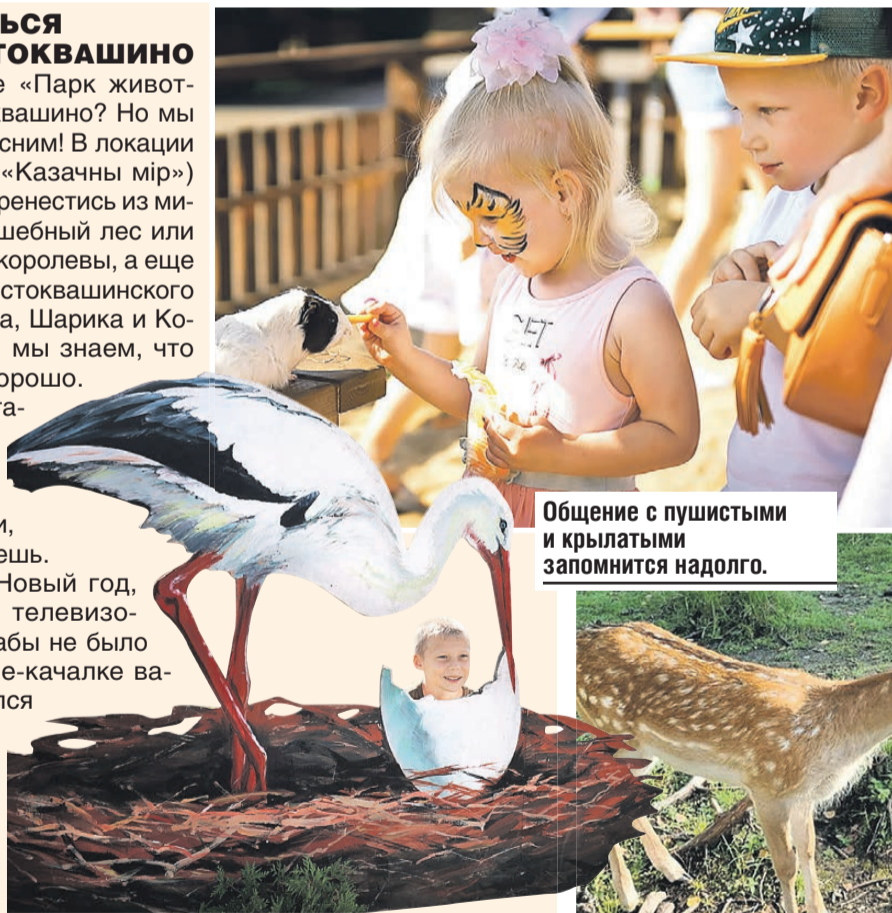 ЬСЯ
ТОКВАШИНО
е «Парк живот-
квашино? Но мы
сним! В локации
«Казачны мір»)
ренестись из ми-
шебный лес или
королевы, а еще
стоквашинского
а, Шарика и Ко-
мы знаем, что
орошо.
та-
и,
ешь.
Новый год,
телевизо-
абы не было
е-качалке ва-
лся
Общение с пушистыми
и крылатыми
запомнится надолго.